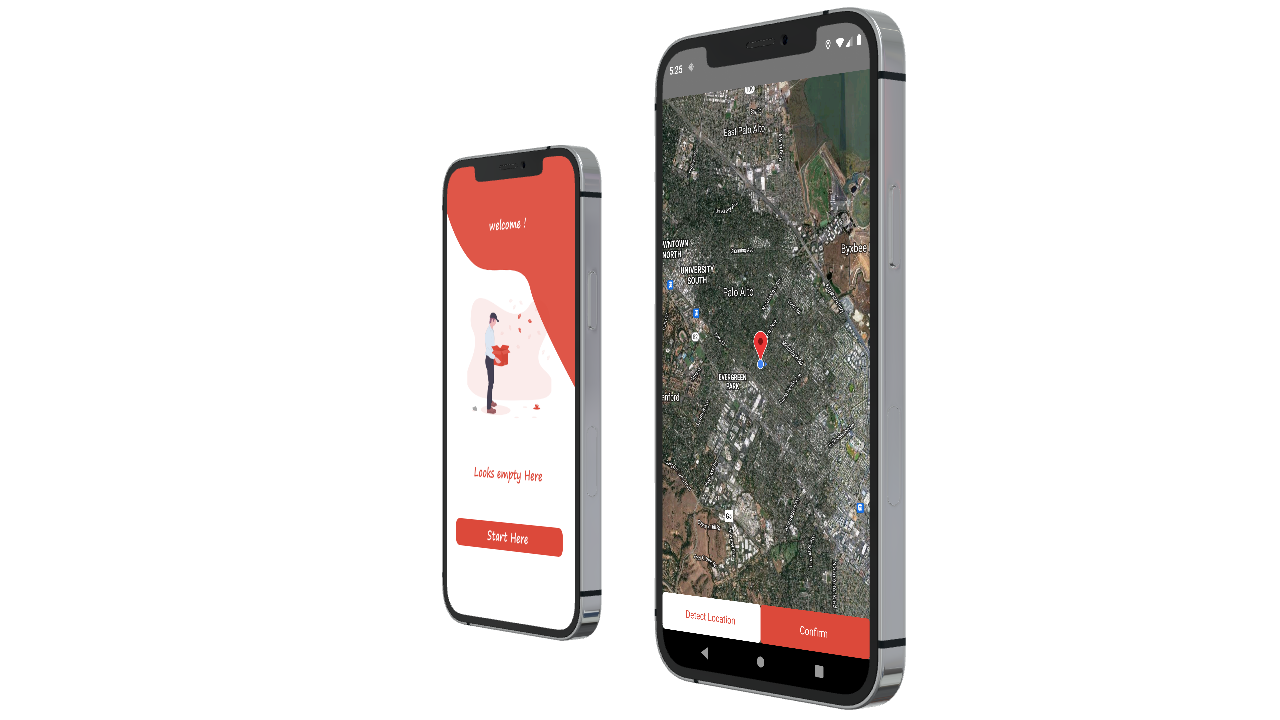 welcome !
Looks empty Here
Start Here
5:25
East Palo Alto
WNTOWN
NORTH
UNIVERSITY
SOUTH
Byxbee
Palo Alto
EVERGREEN
PARK
anford
Detect Location
Confirm